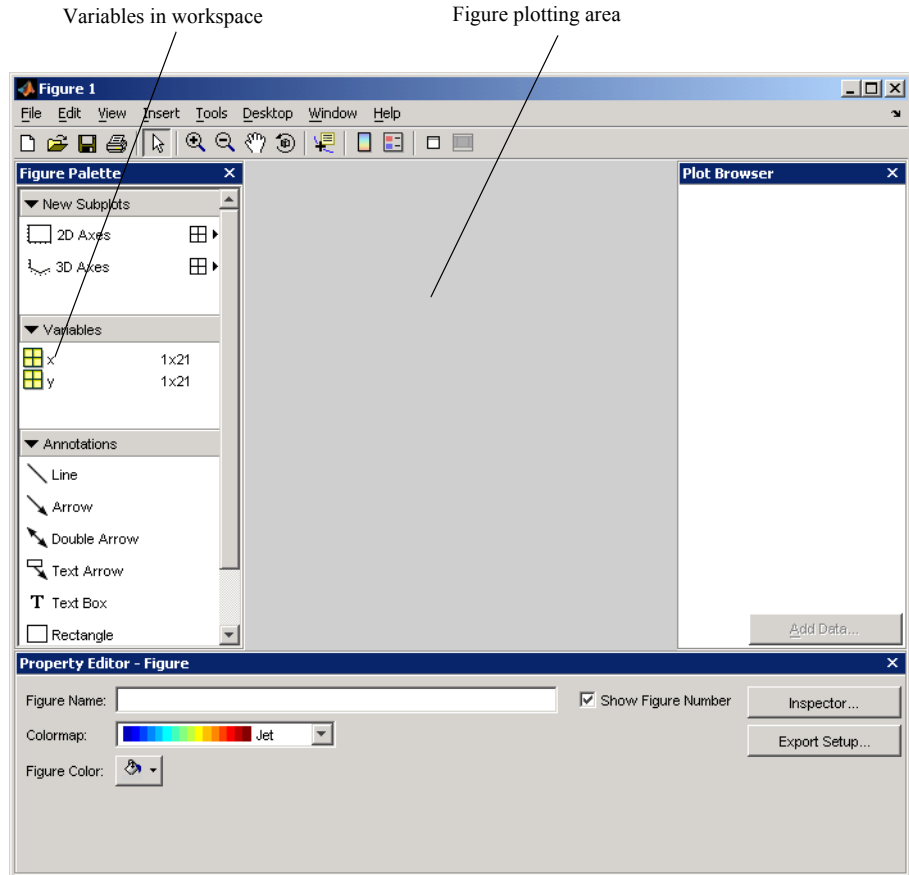 Variables in workspace
Figure plotting area
Figure 1
File Edit View Insert Tools Desktop Window Help
Figure Palette
Plot Browser
New Subplots
2D Axes
3D Axes
Variables
x 1x21
y 1x21
Annotations
Line
Arrow
Double Arrow
Text Arrow
T Text Box
Rectangle
Add Data...
Property Editor - Figure
Figure Name:
Show Figure Number
Inspector...
Colormap: Jet
Export Setup...
Figure Color: